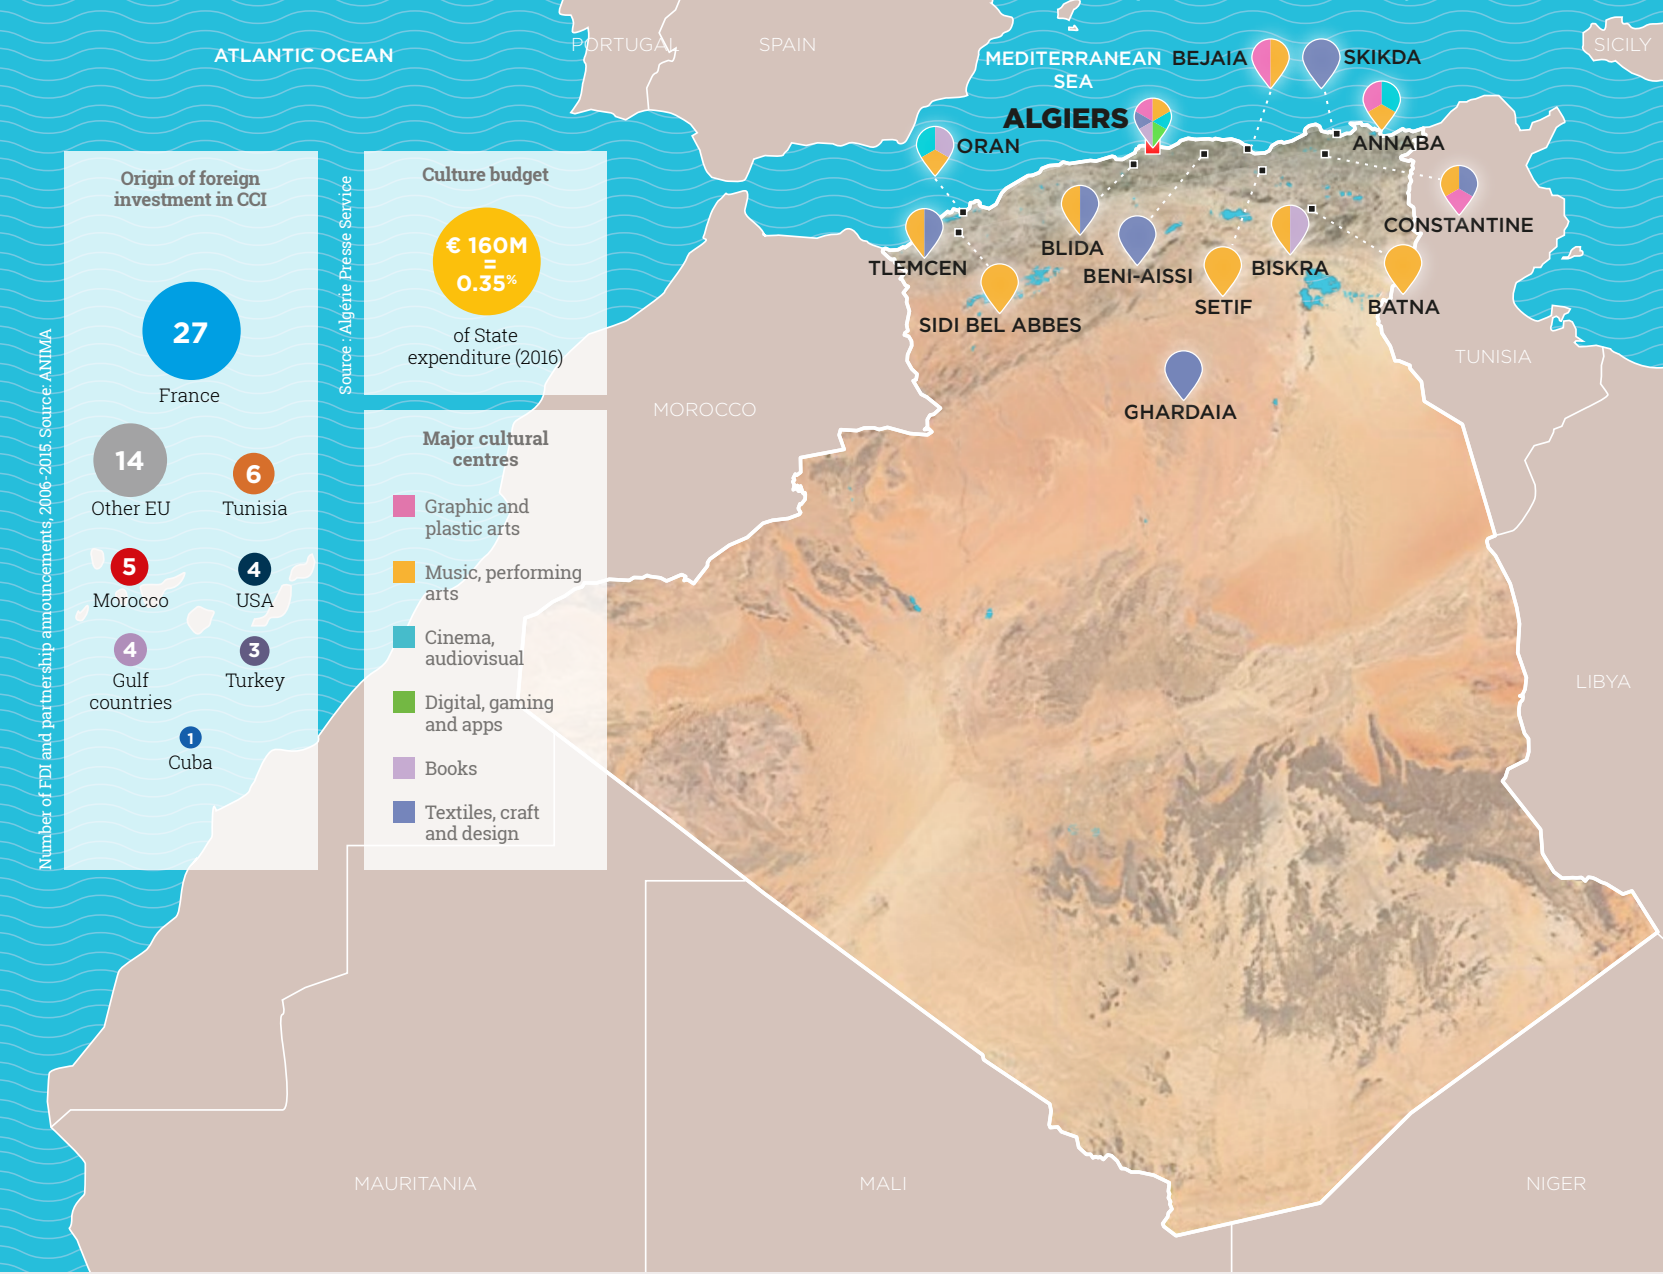 ATLANTIC OCEAN
PORTUGAL
SPAIN
MEDITERRANEAN
SEA
SICILY
BEJAIA
SKIKDA
ALGIERS
ORAN
ANNABA
CONSTANTINE
TLEMCEN
BLIDA
BENI-AISSI
BISKRA
SIDI BEL ABBES
SETIF
BATNA
GHARDAIA
TUNISIA
MOROCCO
LIBYA
MAURITANIA
MALI
NIGER
Number of FDI and partnership announcements, 2006-2015. Source: ANIMA
Origin of foreign
investment in CCI
27
France
14
Other EU
6
Tunisia
5
Morocco
4
USA
4
Gulf
countries
3
Turkey
1
Cuba
Source : Algérie Presse Service
Culture budget
€ 160M
=
0.35%
of State
expenditure (2016)
Major cultural
centres
Graphic and
plastic arts
Music, performing
arts
Cinema,
audiovisual
Digital, gaming
and apps
Books
Textiles, craft
and design